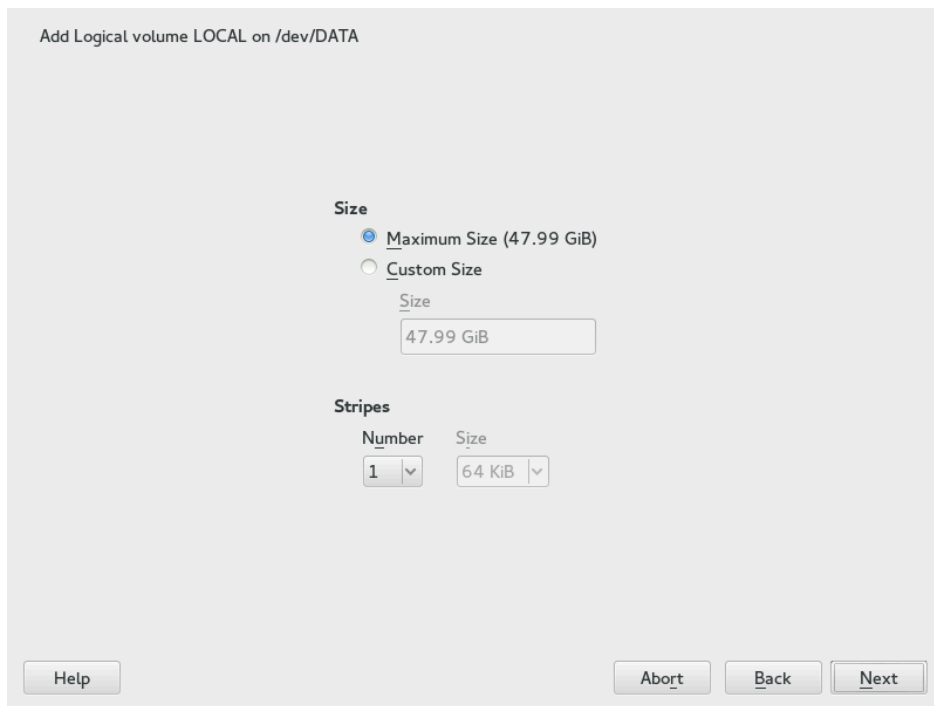 Add Logical volume LOCAL on /dev/DATA
Size
Maximum Size (47.99 GiB)
Custom Size
Size
47.99 GiB
Stripes
Number Size
1 64 KiB
Help Abort Back Next